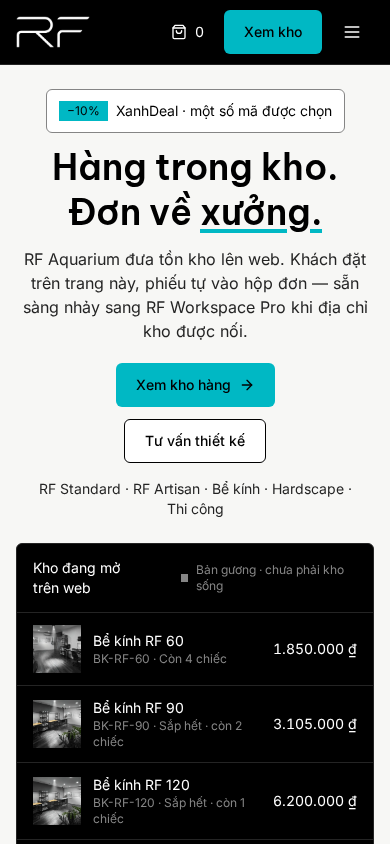 RF
0
Xem kho
−10% XanhDeal · một số mã được chọn
Hàng trong kho.
Đơn về xưởng.
RF Aquarium đưa tồn kho lên web. Khách đặt
trên trang này, phiếu tự vào hộp đơn — sẵn
sàng nhảy sang RF Workspace Pro khi địa chỉ
kho được nối.
Xem kho hàng →
Tư vấn thiết kế
RF Standard · RF Artisan · Bể kính · Hardscape ·
Thi công
Kho đang mở
trên web
Bản gương · chưa phải kho
sống
Bể kính RF 60
BK-RF-60 · Còn 4 chiếc
1.850.000 ₫
Bể kính RF 90
BK-RF-90 · Sắp hết · còn 2
chiếc
3.105.000 ₫
Bể kính RF 120
BK-RF-120 · Sắp hết · còn 1
chiếc
6.200.000 ₫